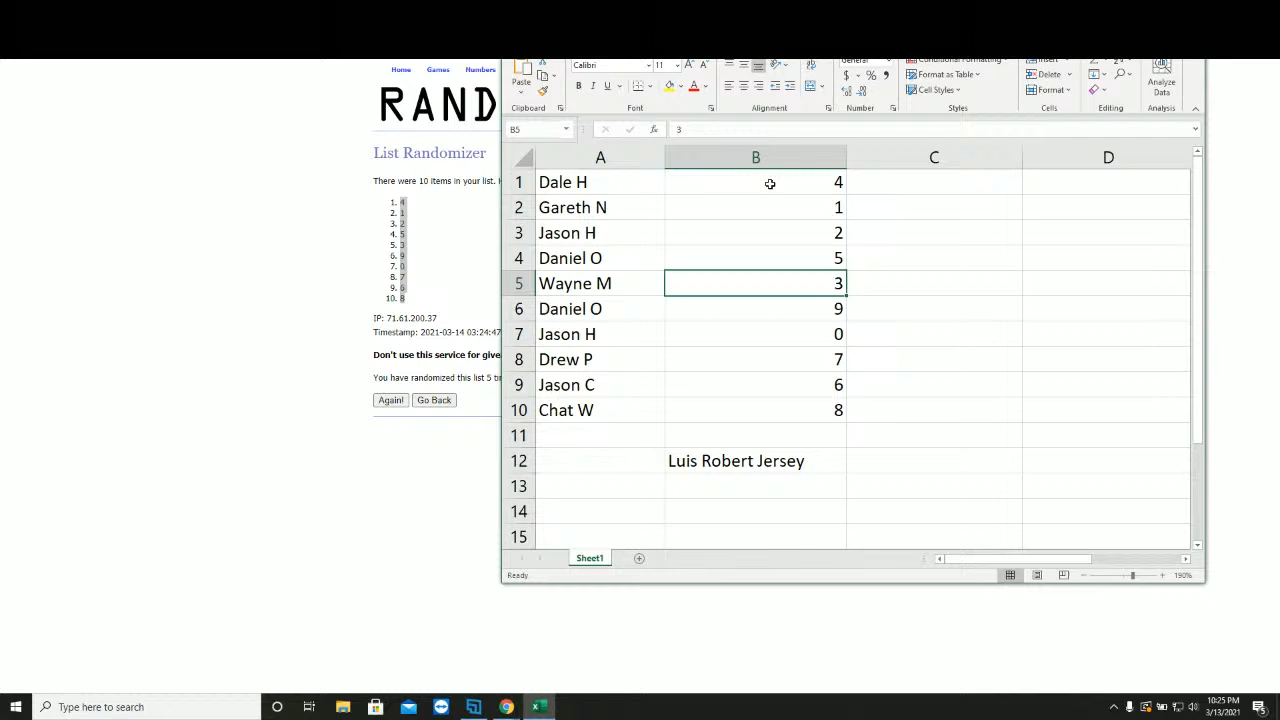 Home Games Numbers
RAND
List Randomizer
There were 10 items in your list. H
1. 4
2. 1
3. 2
4. 5
5. 3
6. 9
7. 0
8. 7
9. 6
10. 8
IP: 71.61.200.37
Timestamp: 2021-03-14 03:24:47
Don't use this service for give
You have randomized this list 5 ti
Again! Go Back
Calibri 11 General Conditional Formatting Insert
Paste B I U $ % Format as Table Delete Analyze
Cell Styles Format Data
Clipboard Font Alignment Number Styles Cells Editing Analysis
B5 fx 3
A B C D
1 Dale H 4
2 Gareth N 1
3 Jason H 2
4 Daniel O 5
5 Wayne M 3
6 Daniel O 9
7 Jason H 0
8 Drew P 7
9 Jason C 6
10 Chat W 8
11
12 Luis Robert Jersey
13
14
15
Sheet1
Ready 190%
Type here to search
10:25 PM
3/13/2021
5